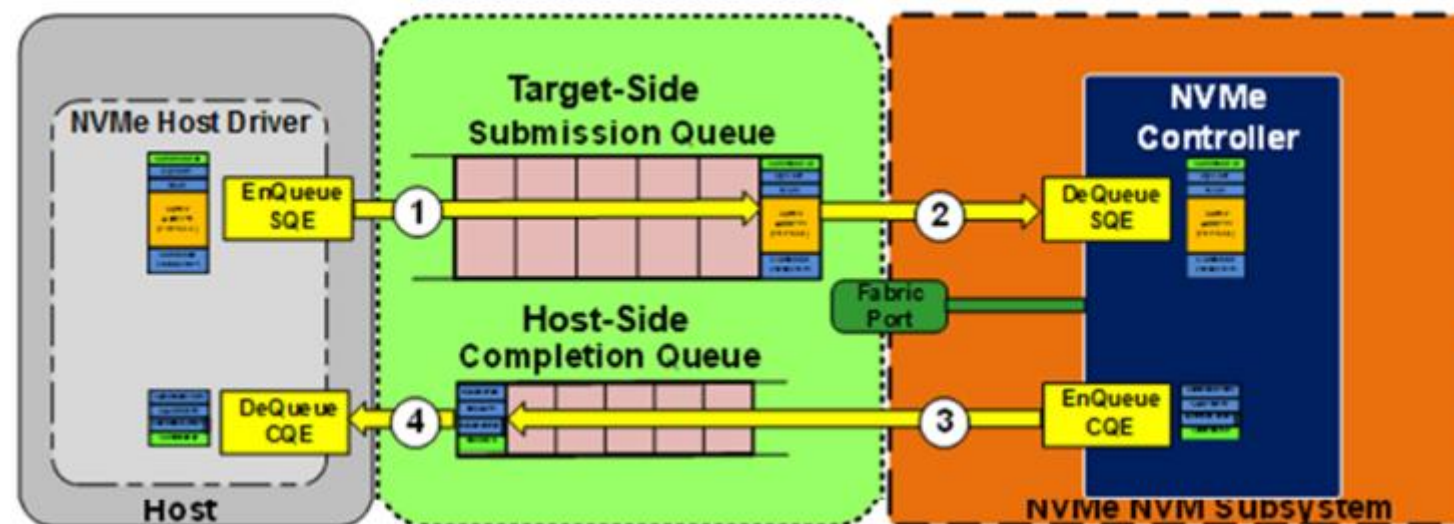 Target-Side
Submission Queue
NVMe Host Driver
NVMe
Controller
EnQueue
SQE
1
2
DeQueue
SQE
Fabric
Port
Host-Side
Completion Queue
DeQueue
CQE
4
3
EnQueue
CQE
Host
NVMe NVM Subsystem